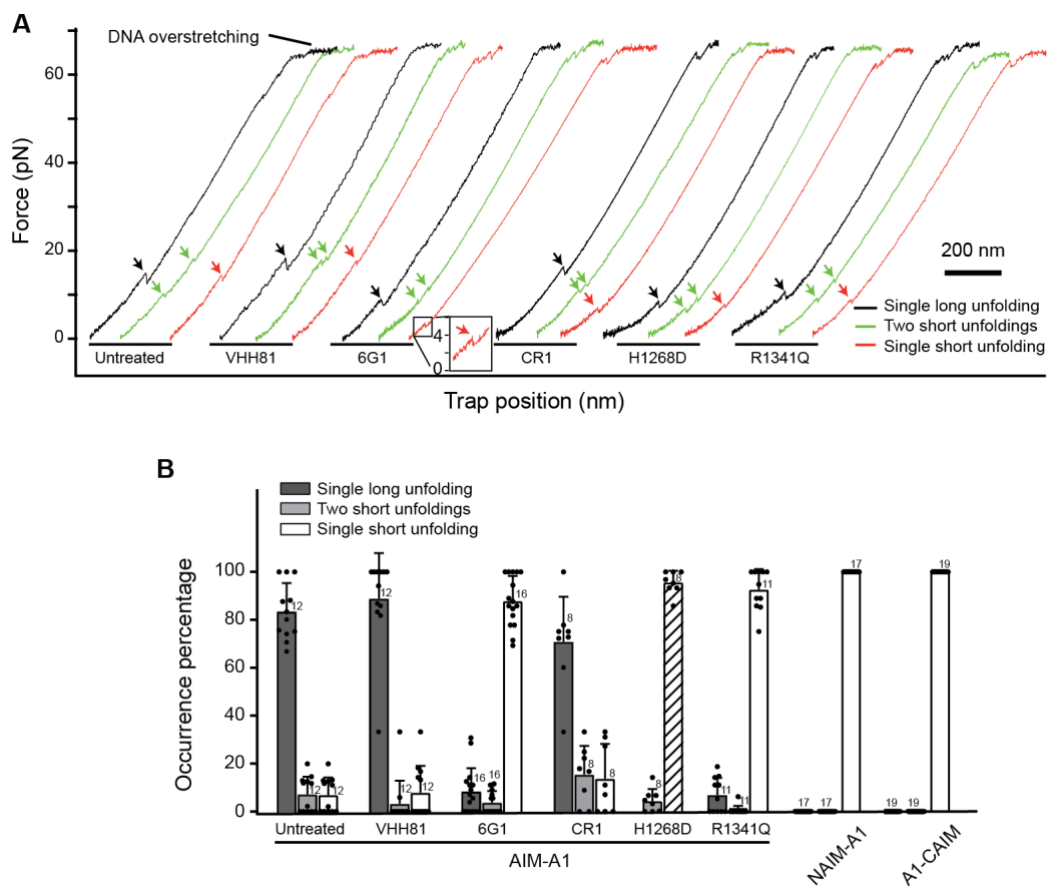 A
DNA overstretching
Force (pN)
60
40
20
0
200 nm
Single long unfolding
Two short unfoldings
Single short unfolding
4
0
Untreated
VHH81
6G1
CR1
H1268D
R1341Q
Trap position (nm)
B
Single long unfolding
Two short unfoldings
Single short unfolding
Occurrence percentage
100
80
60
40
20
0
12
12
12
12
12
12
16
16
16
8
8
8
8
8
11
11
17
17
17
19
19
19
Untreated
VHH81
6G1
CR1
H1268D
R1341Q
AIM-A1
NAIM-A1
A1-CAIM